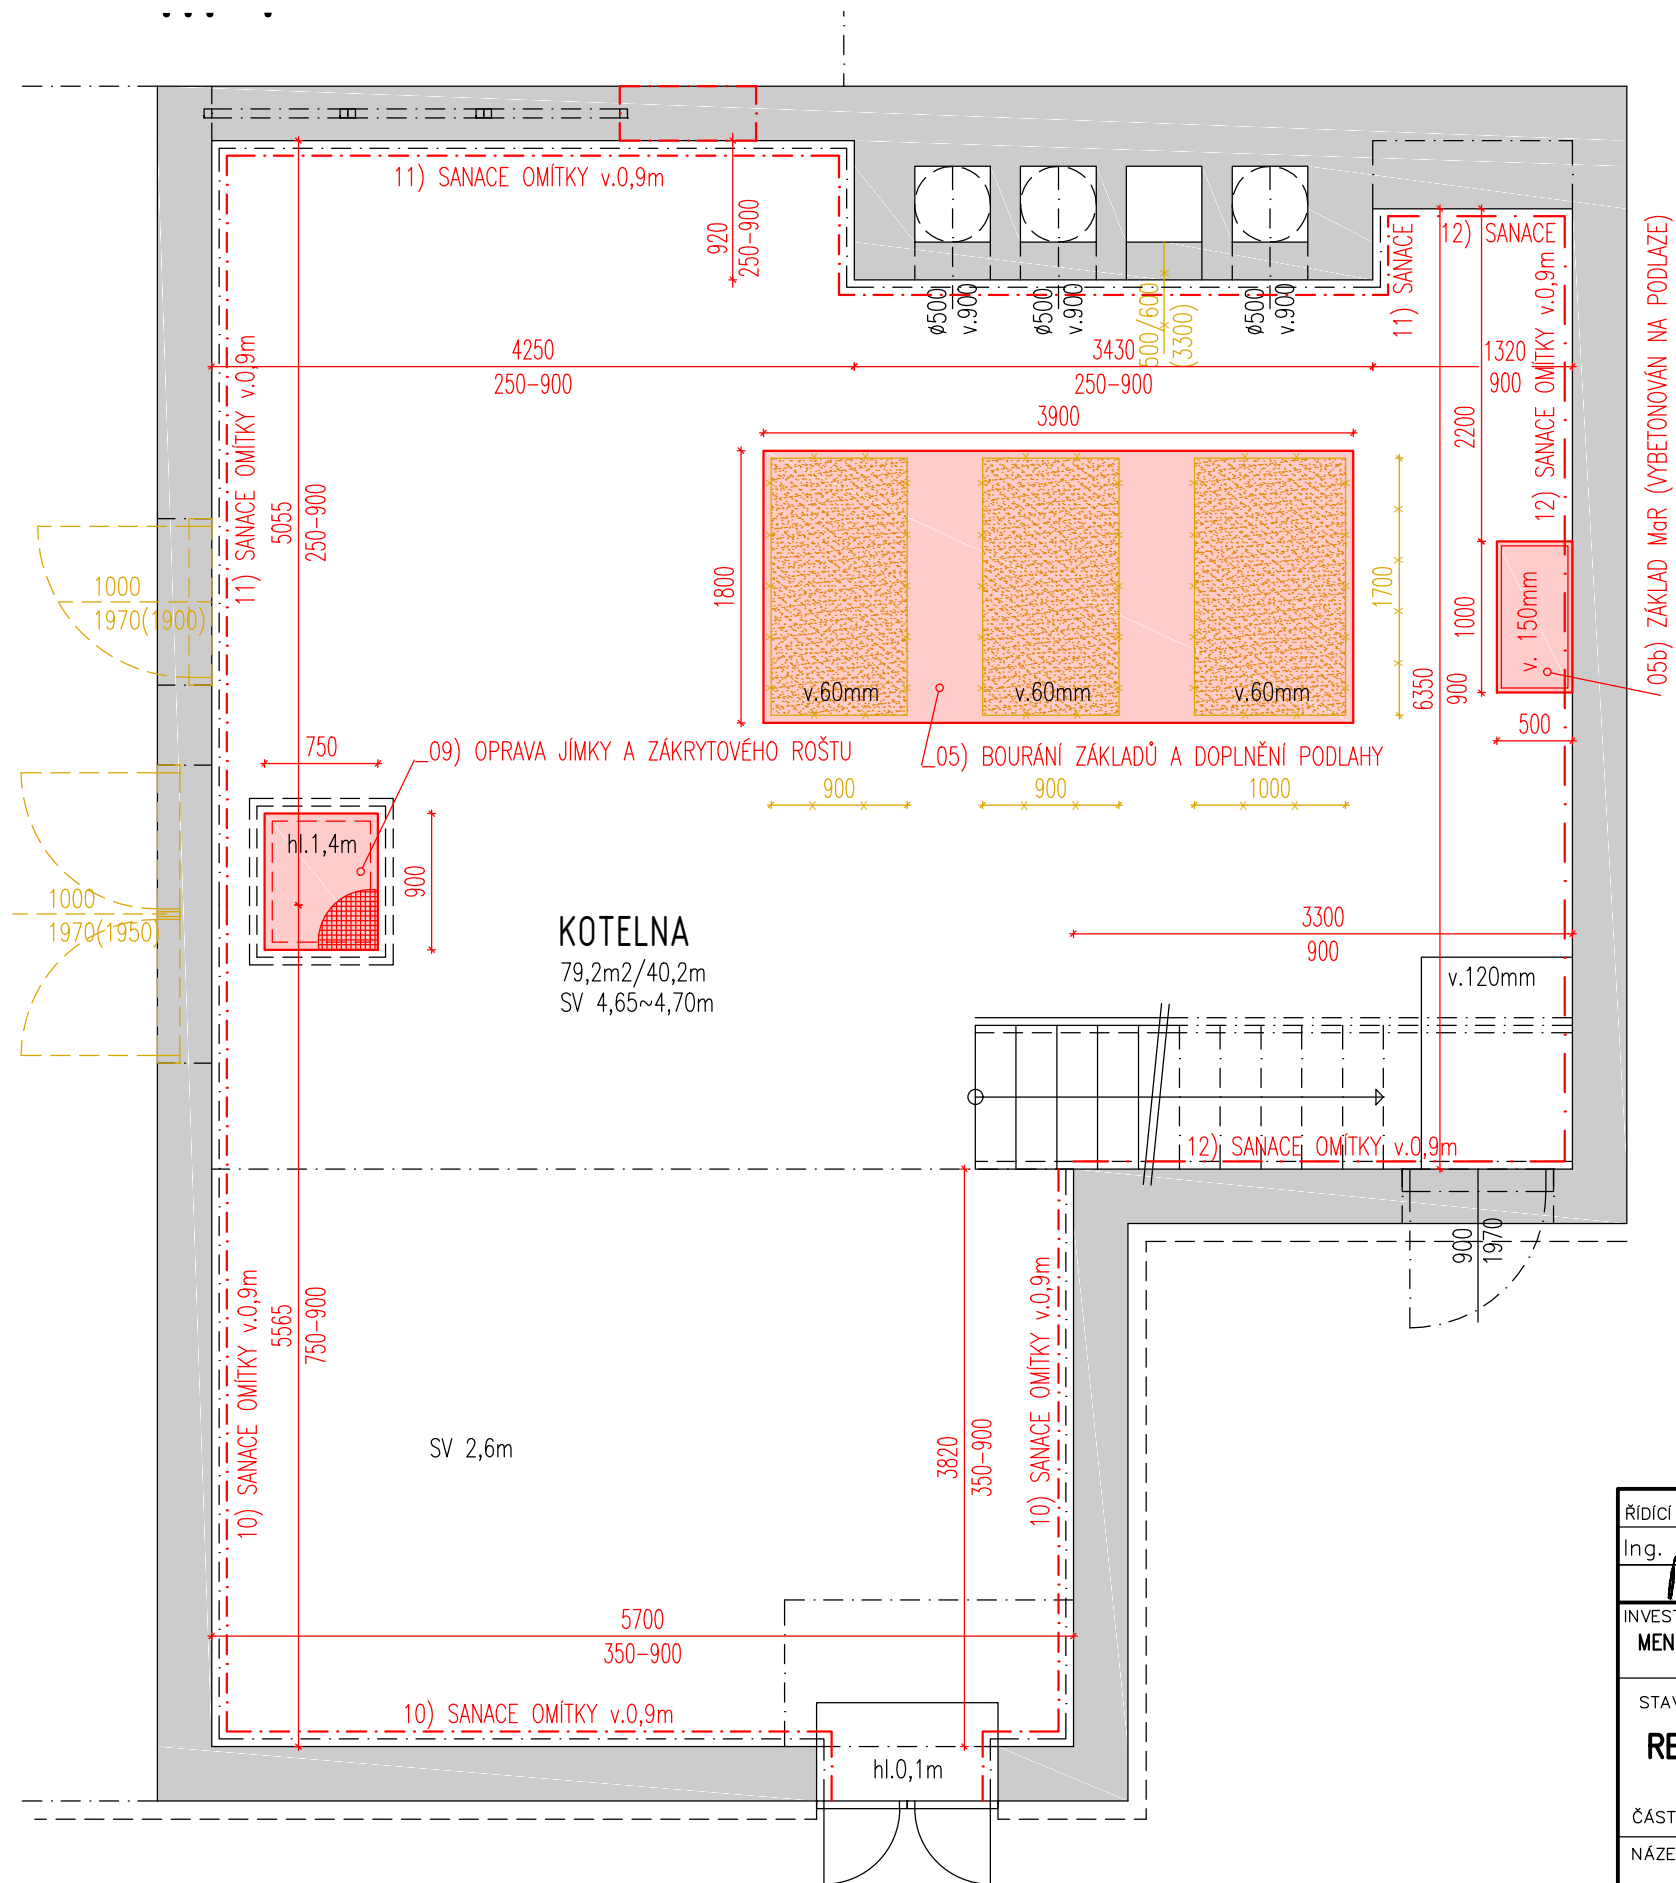 11) SANACE OMÍTKY v.0,9m
920
250-900
ø500
v.900
ø500
v.900
500/600
(3300)
ø500
v.900
11) SANACE
12) SANACE
12) SANACE OMÍTKY v.0,9m
05b) ZÁKLAD MaR (VYBETONOVÁN NA PODLAZE)
4250
250-900
3430
250-900
1320
900
11) SANACE OMÍTKY v.0,9m
5055
250-900
3900
2200
1000
1970(1900)
1800
v.60mm
v.60mm
v.60mm
1700
6350
900
1000
v. 150mm
500
750
09) OPRAVA JÍMKY A ZÁKRYTOVÉHO ROŠTU
05) BOURÁNÍ ZÁKLADŮ A DOPLNĚNÍ PODLAHY
900
900
1000
hl.1,4m
900
1000
1970(1950)
KOTELNA
79,2m2/40,2m
SV 4,65~4,70m
3300
900
v.120mm
12) SANACE OMÍTKY v.0,9m
900
1970
10) SANACE OMÍTKY v.0,9m
5565
750-900
SV 2,6m
3820
350-900
10) SANACE OMÍTKY v.0,9m
5700
350-900
10) SANACE OMÍTKY v.0,9m
hl.0,1m
ŘÍDÍCÍ
Ing.
INVEST
MEN
STAV
RE
ČÁST
NÁZE